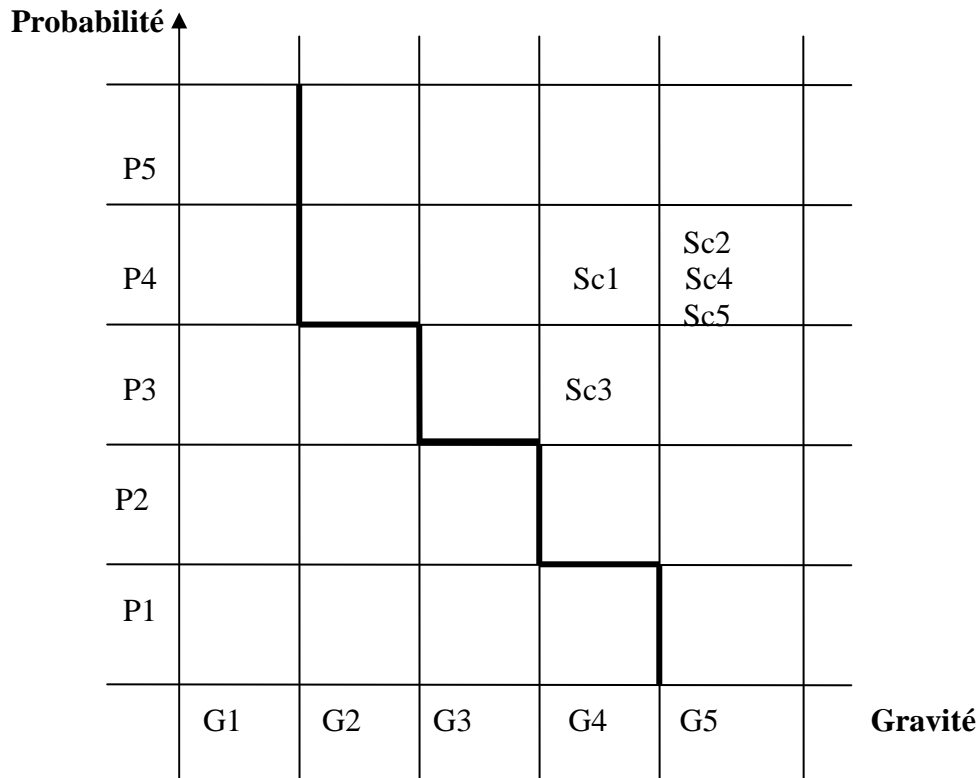 Probabilité
P5
Sc2
P4 Sc1 Sc4
Sc5
P3 Sc3
P2
P1
G1 G2 G3 G4 G5 Gravité